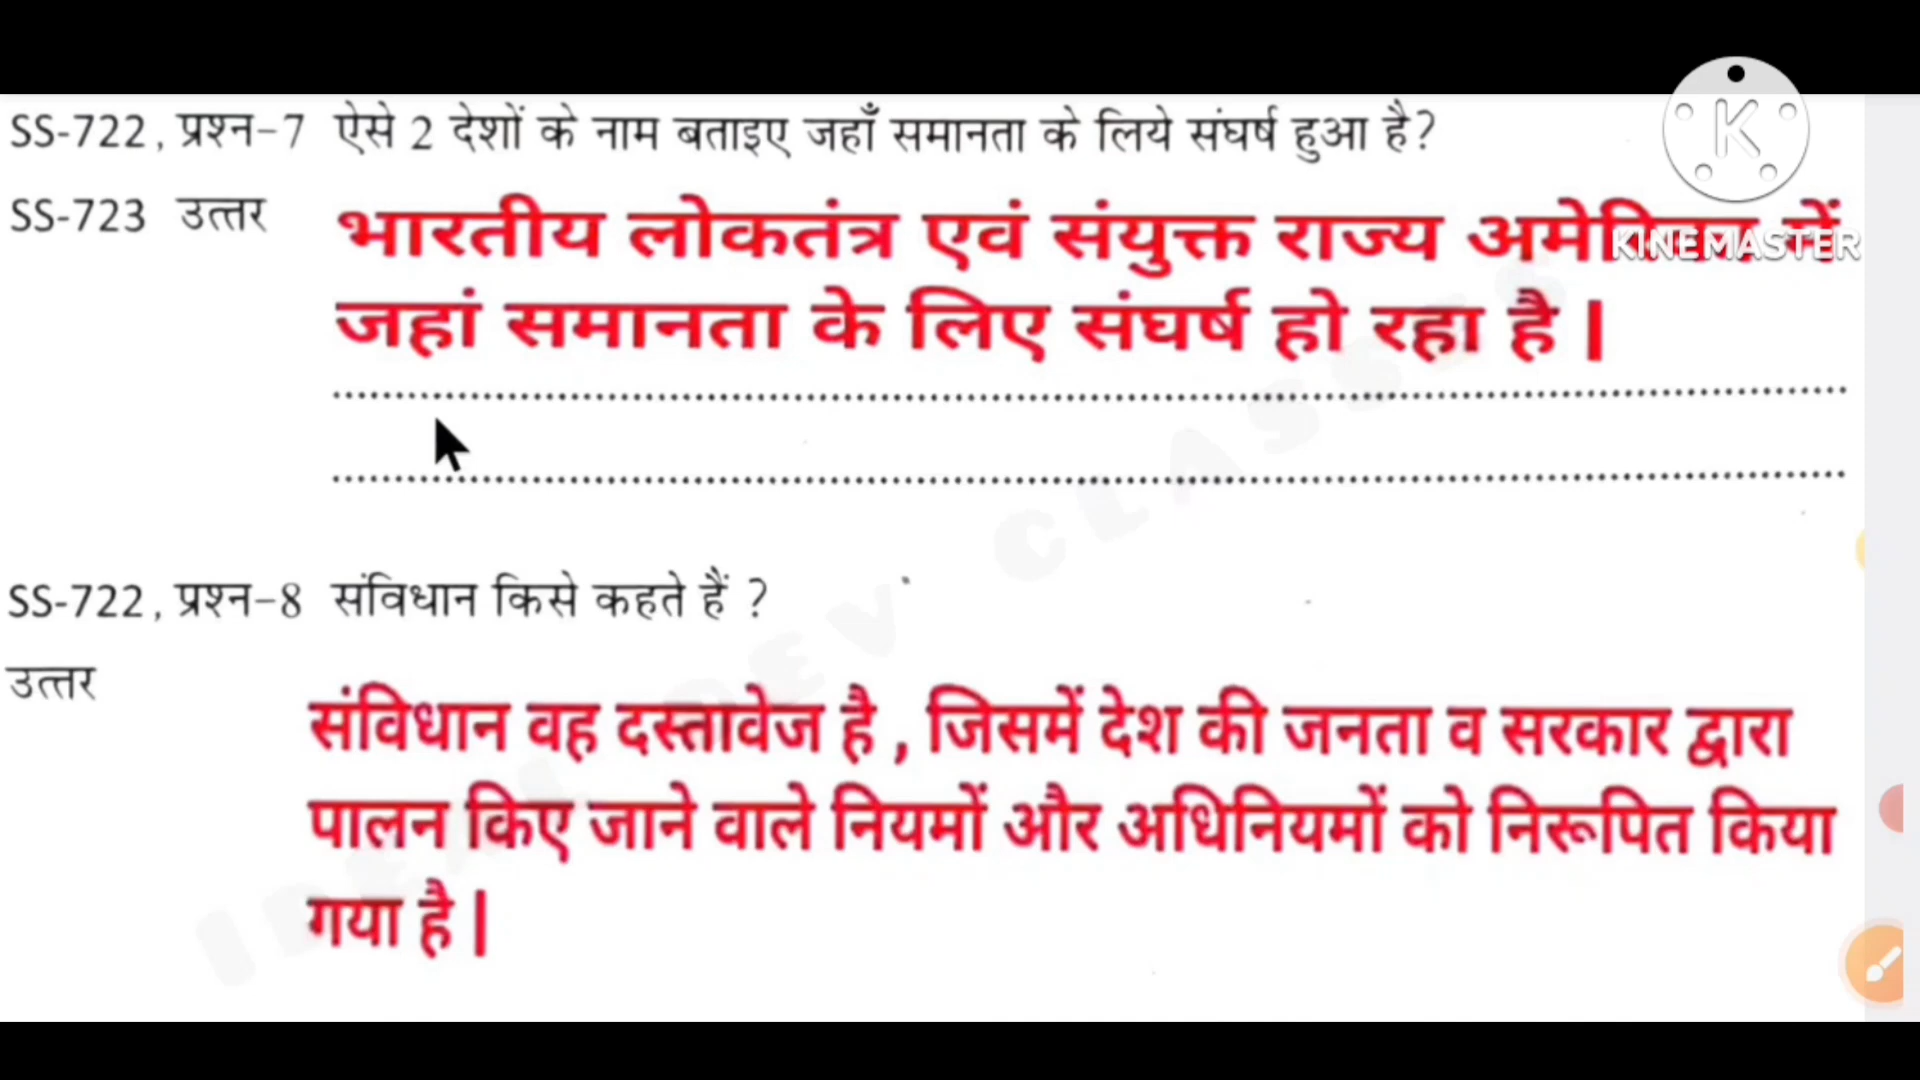 SS-722, प्रश्न-7 ऐसे 2 देशों के नाम बताइए जहाँ समानता के लिये संघर्ष हुआ है?
SS-723 उत्तर भारतीय लोकतंत्र एवं संयुक्त राज्य में
KINEMASTER
जहां समानता के लिए संघर्ष हो रहा है |
SS-722, प्रश्न-8 संविधान किसे कहते हैं ?
उत्तर
संविधान वह दस्तावेज है , जिसमें देश की जनता व सरकार द्वारा
पालन किए जाने वाले नियमों और अधिनियमों को निरूपित किया
गया है |